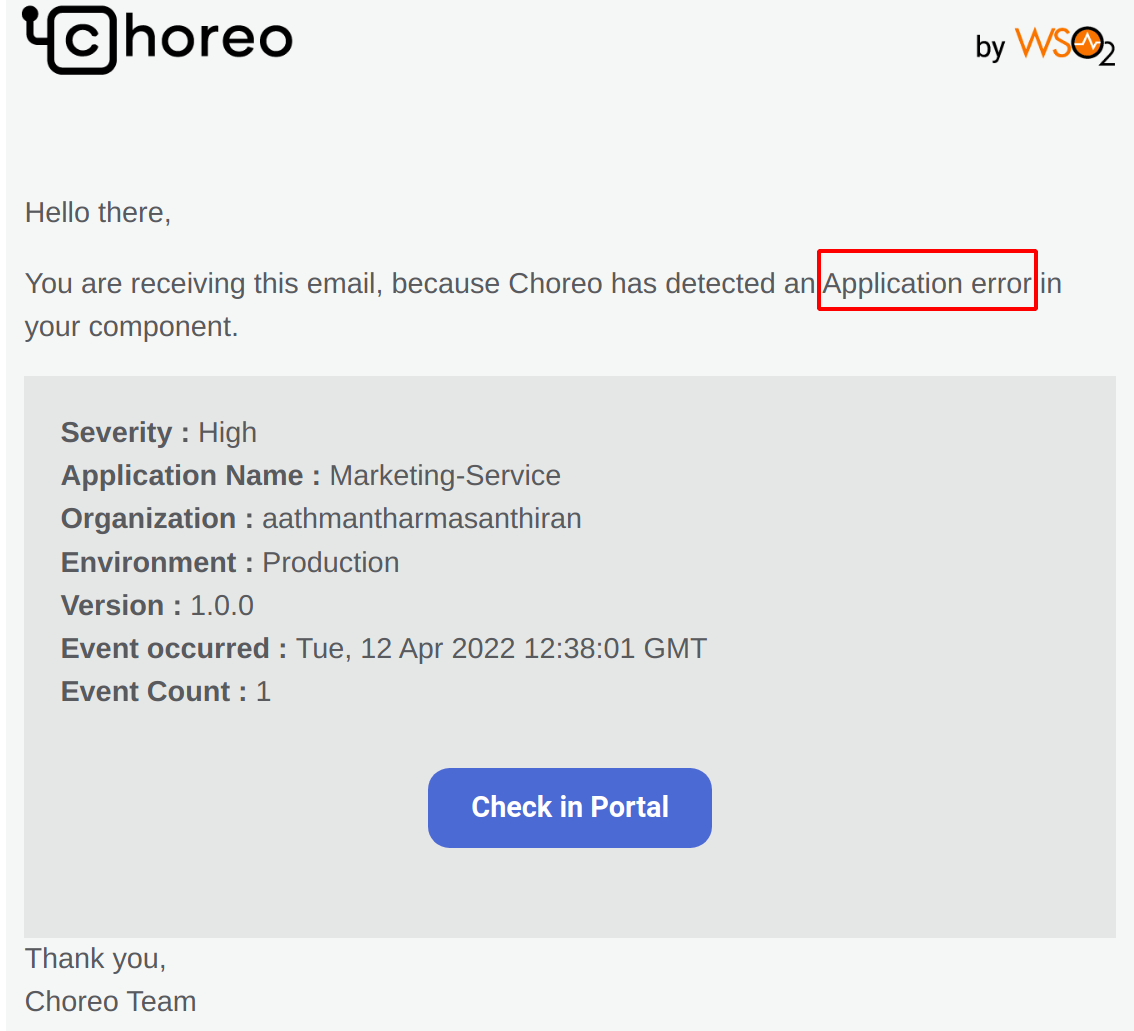 choreo
by WSO2
Hello there,
You are receiving this email, because Choreo has detected an Application error in
your component.
Severity : High
Application Name : Marketing-Service
Organization : aathmantharmasanthiran
Environment : Production
Version : 1.0.0
Event occurred : Tue, 12 Apr 2022 12:38:01 GMT
Event Count : 1
Check in Portal
Thank you,
Choreo Team